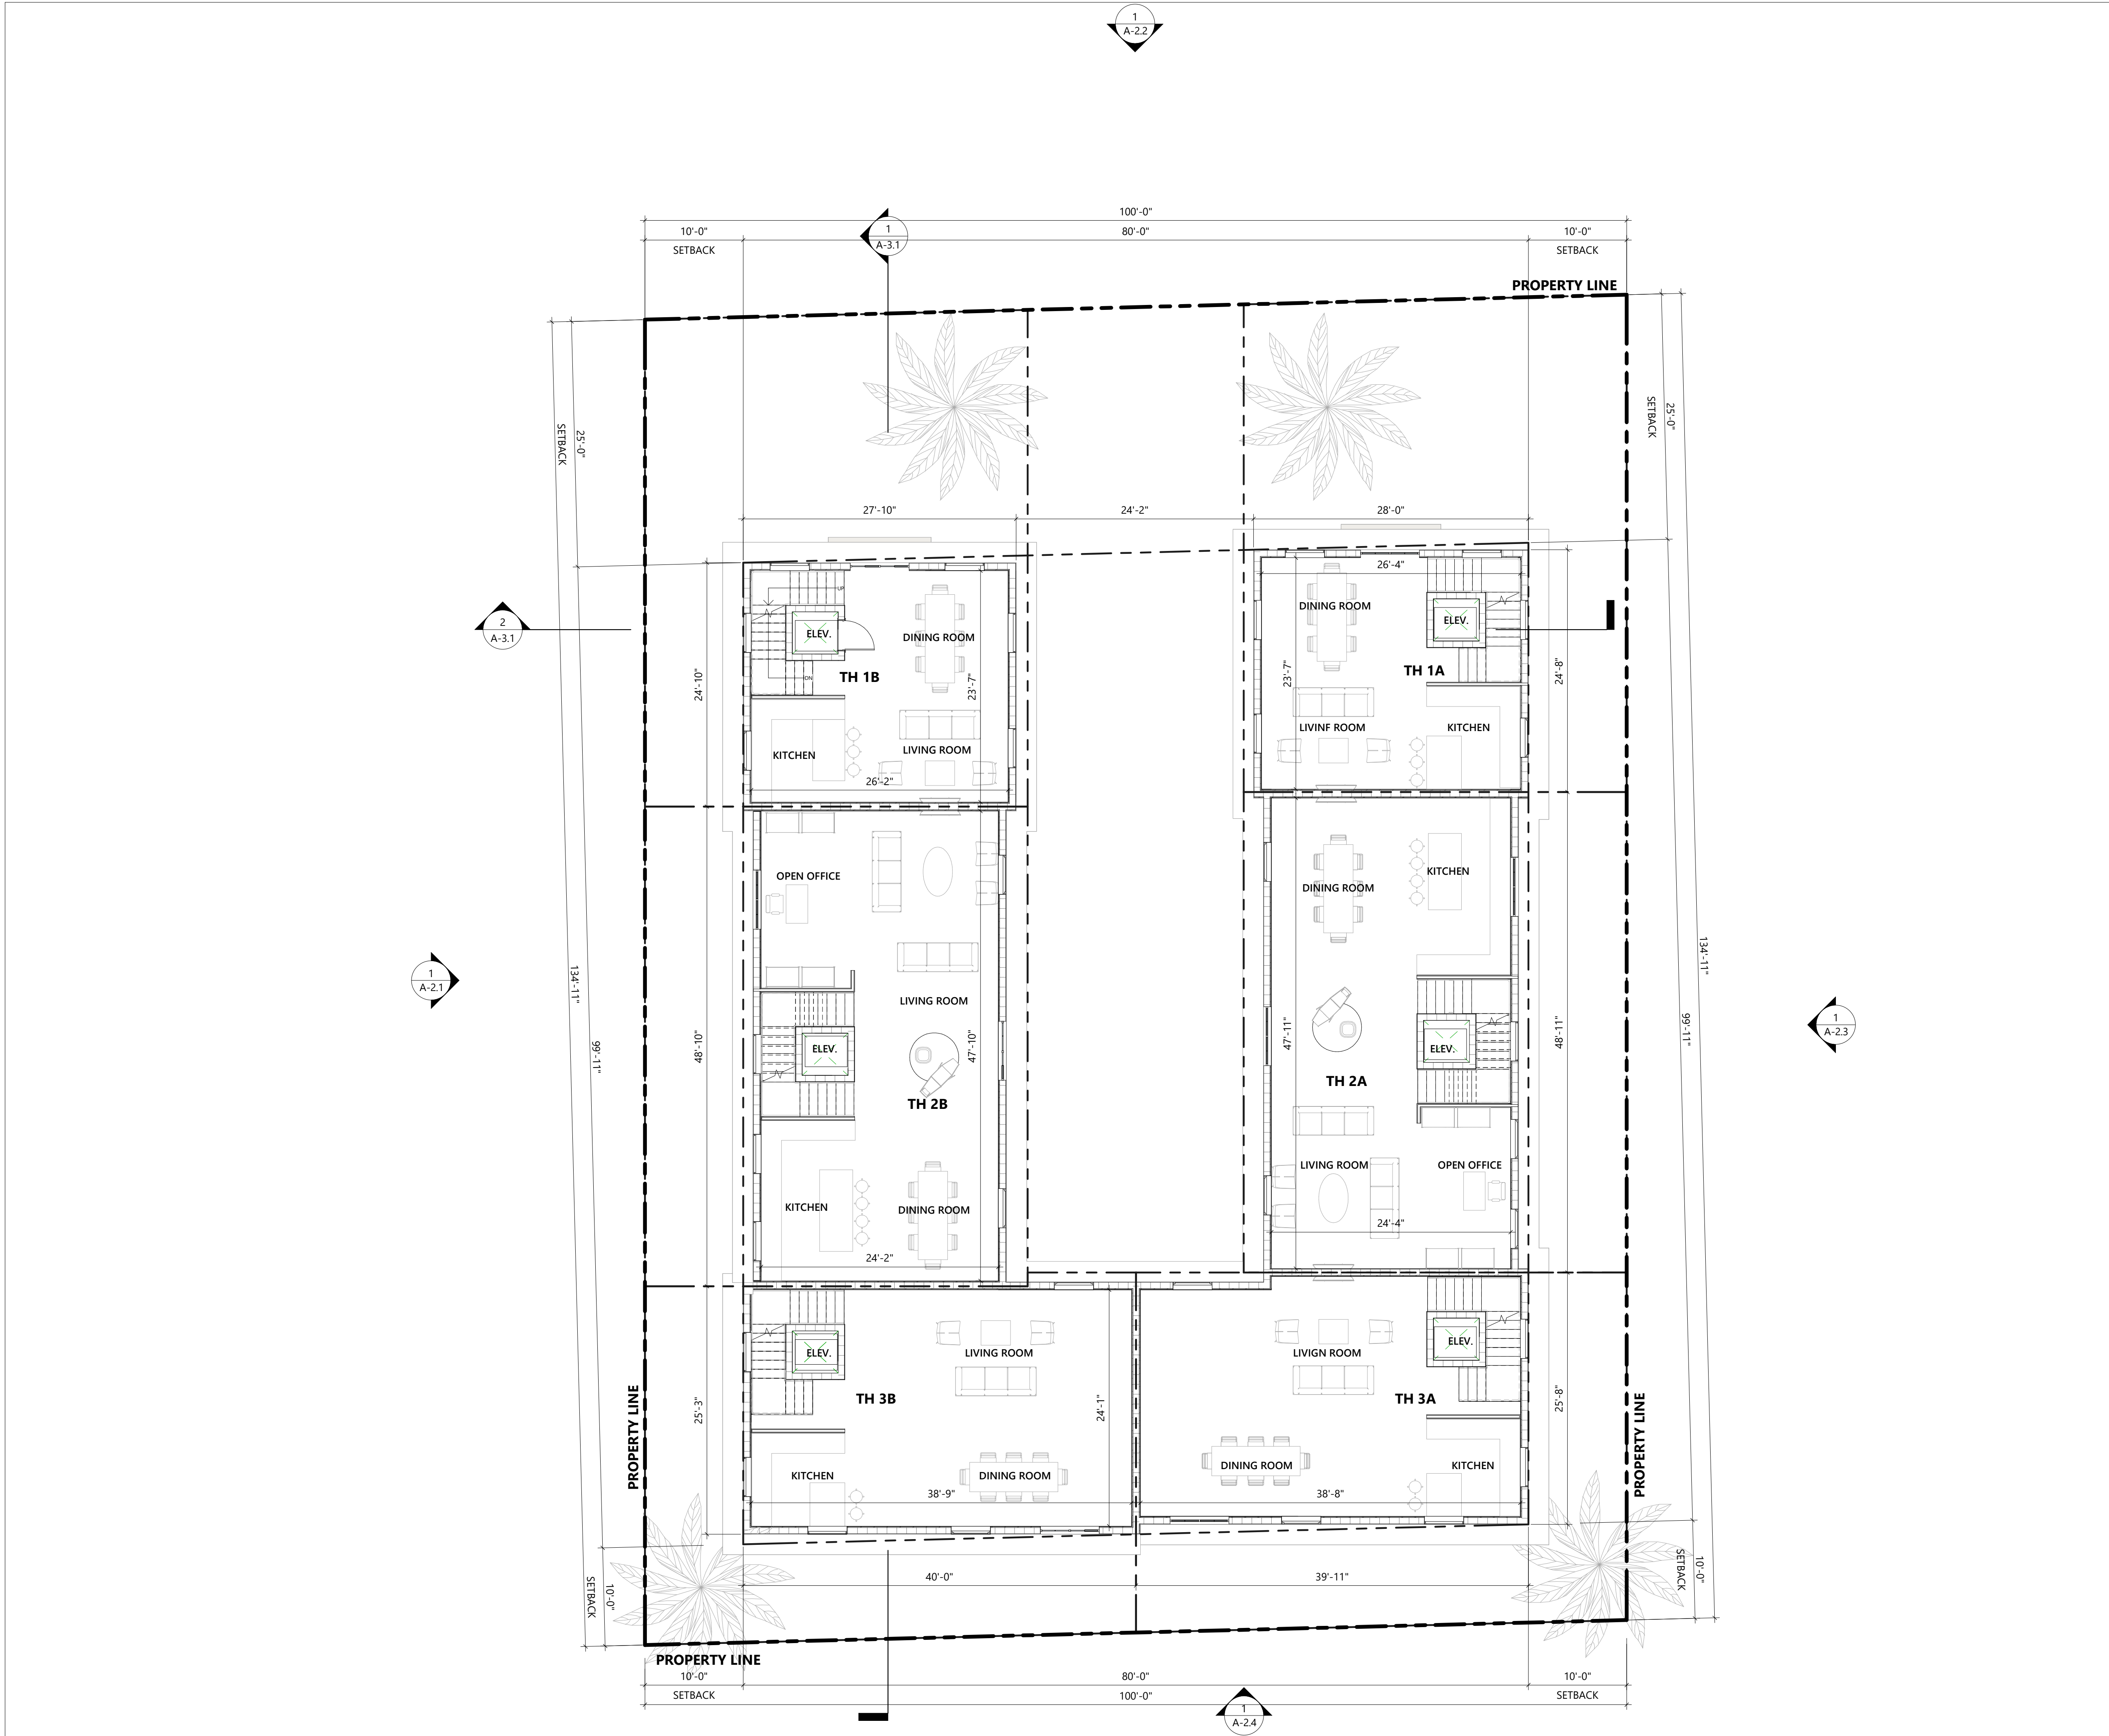 1
A-2.2
100'-0"
10'-0"
80'-0"
10'-0"
SETBACK
SETBACK
1
A-3.1
PROPERTY LINE
25'-0"
SETBACK
25'-0"
SETBACK
27'-10"
24'-2"
28'-0"
26'-4"
2
A-3.1
UP
ELEV.
DINING ROOM
DN
TH 1B
24'-10"
23'-7"
KITCHEN
LIVING ROOM
26'-2"
DINING ROOM
ELEV.
TH 1A
23'-7"
24'-8"
LIVINF ROOM
KITCHEN
OPEN OFFICE
LIVING ROOM
ELEV.
48'-10"
47'-10"
TH 2B
KITCHEN
DINING ROOM
24'-2"
KITCHEN
DINING ROOM
47'-11"
ELEV.
48'-11"
TH 2A
LIVING ROOM
OPEN OFFICE
24'-4"
1
A-2.1
134'-11"
99'-11"
134'-11"
99'-11"
1
A-2.3
ELEV.
LIVING ROOM
TH 3B
25'-3"
24'-1"
KITCHEN
DINING ROOM
38'-9"
LIVIGN ROOM
ELEV.
TH 3A
25'-8"
DINING ROOM
KITCHEN
38'-8"
PROPERTY LINE
PROPERTY LINE
SETBACK
10'-0"
SETBACK
10'-0"
40'-0"
39'-11"
PROPERTY LINE
10'-0"
80'-0"
10'-0"
SETBACK
100'-0"
SETBACK
1
A-2.4